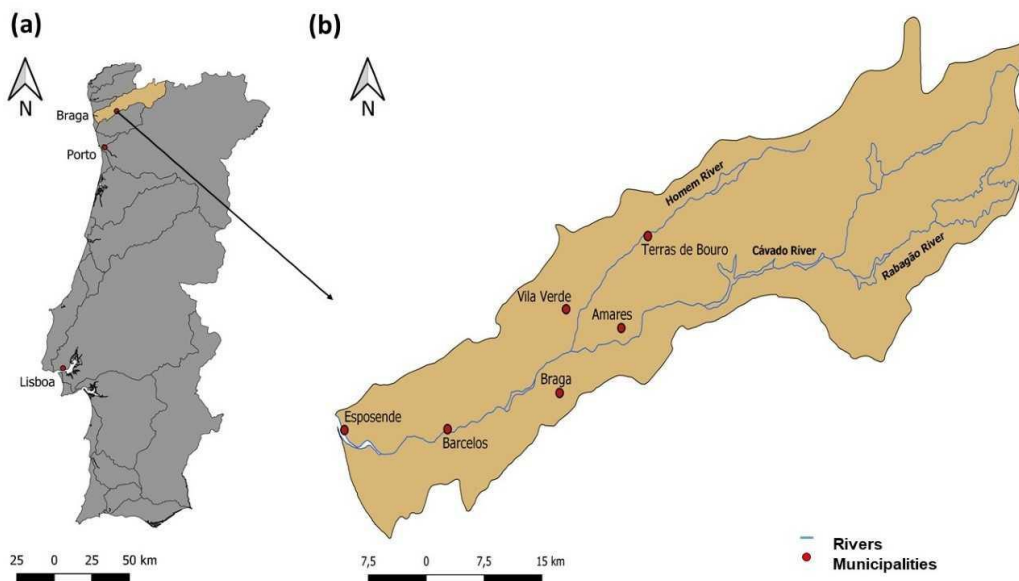 (a)
N
Braga
Porto
Lisboa
25 0 25 50 km
(b)
N
Homem River
Terras de Bouro
Cávado River
Rabagão River
Vila Verde
Amares
Braga
Esposende
Barcelos
7,5 0 7,5 15 km
Rivers
Municipalities